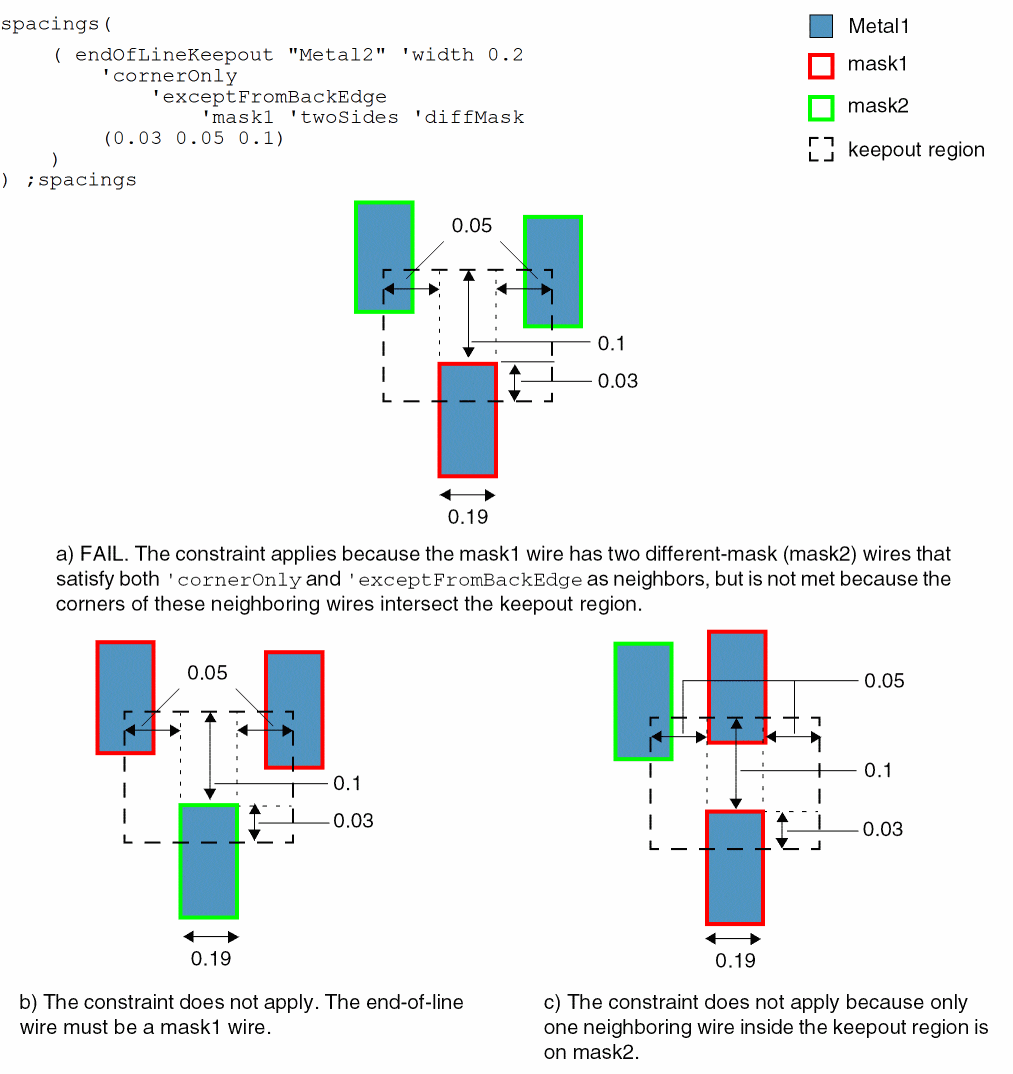 spacings(
( endOfLineKeepout "Metal2" 'width 0.2
'cornerOnly
'exceptFromBackEdge
'mask1 'twoSides 'diffMask
(0.03 0.05 0.1)
)
) ;spacings
Metal1
mask1
mask2
keepout region
0.05
0.1
0.03
0.19
a) FAIL. The constraint applies because the mask1 wire has two different-mask (mask2) wires that
satisfy both 'cornerOnly and 'exceptFromBackEdge as neighbors, but is not met because the
corners of these neighboring wires intersect the keepout region.
0.05
0.1
0.03
0.19
b) The constraint does not apply. The end-of-line
wire must be a mask1 wire.
0.05
0.1
0.03
0.19
c) The constraint does not apply because only
one neighboring wire inside the keepout region is
on mask2.